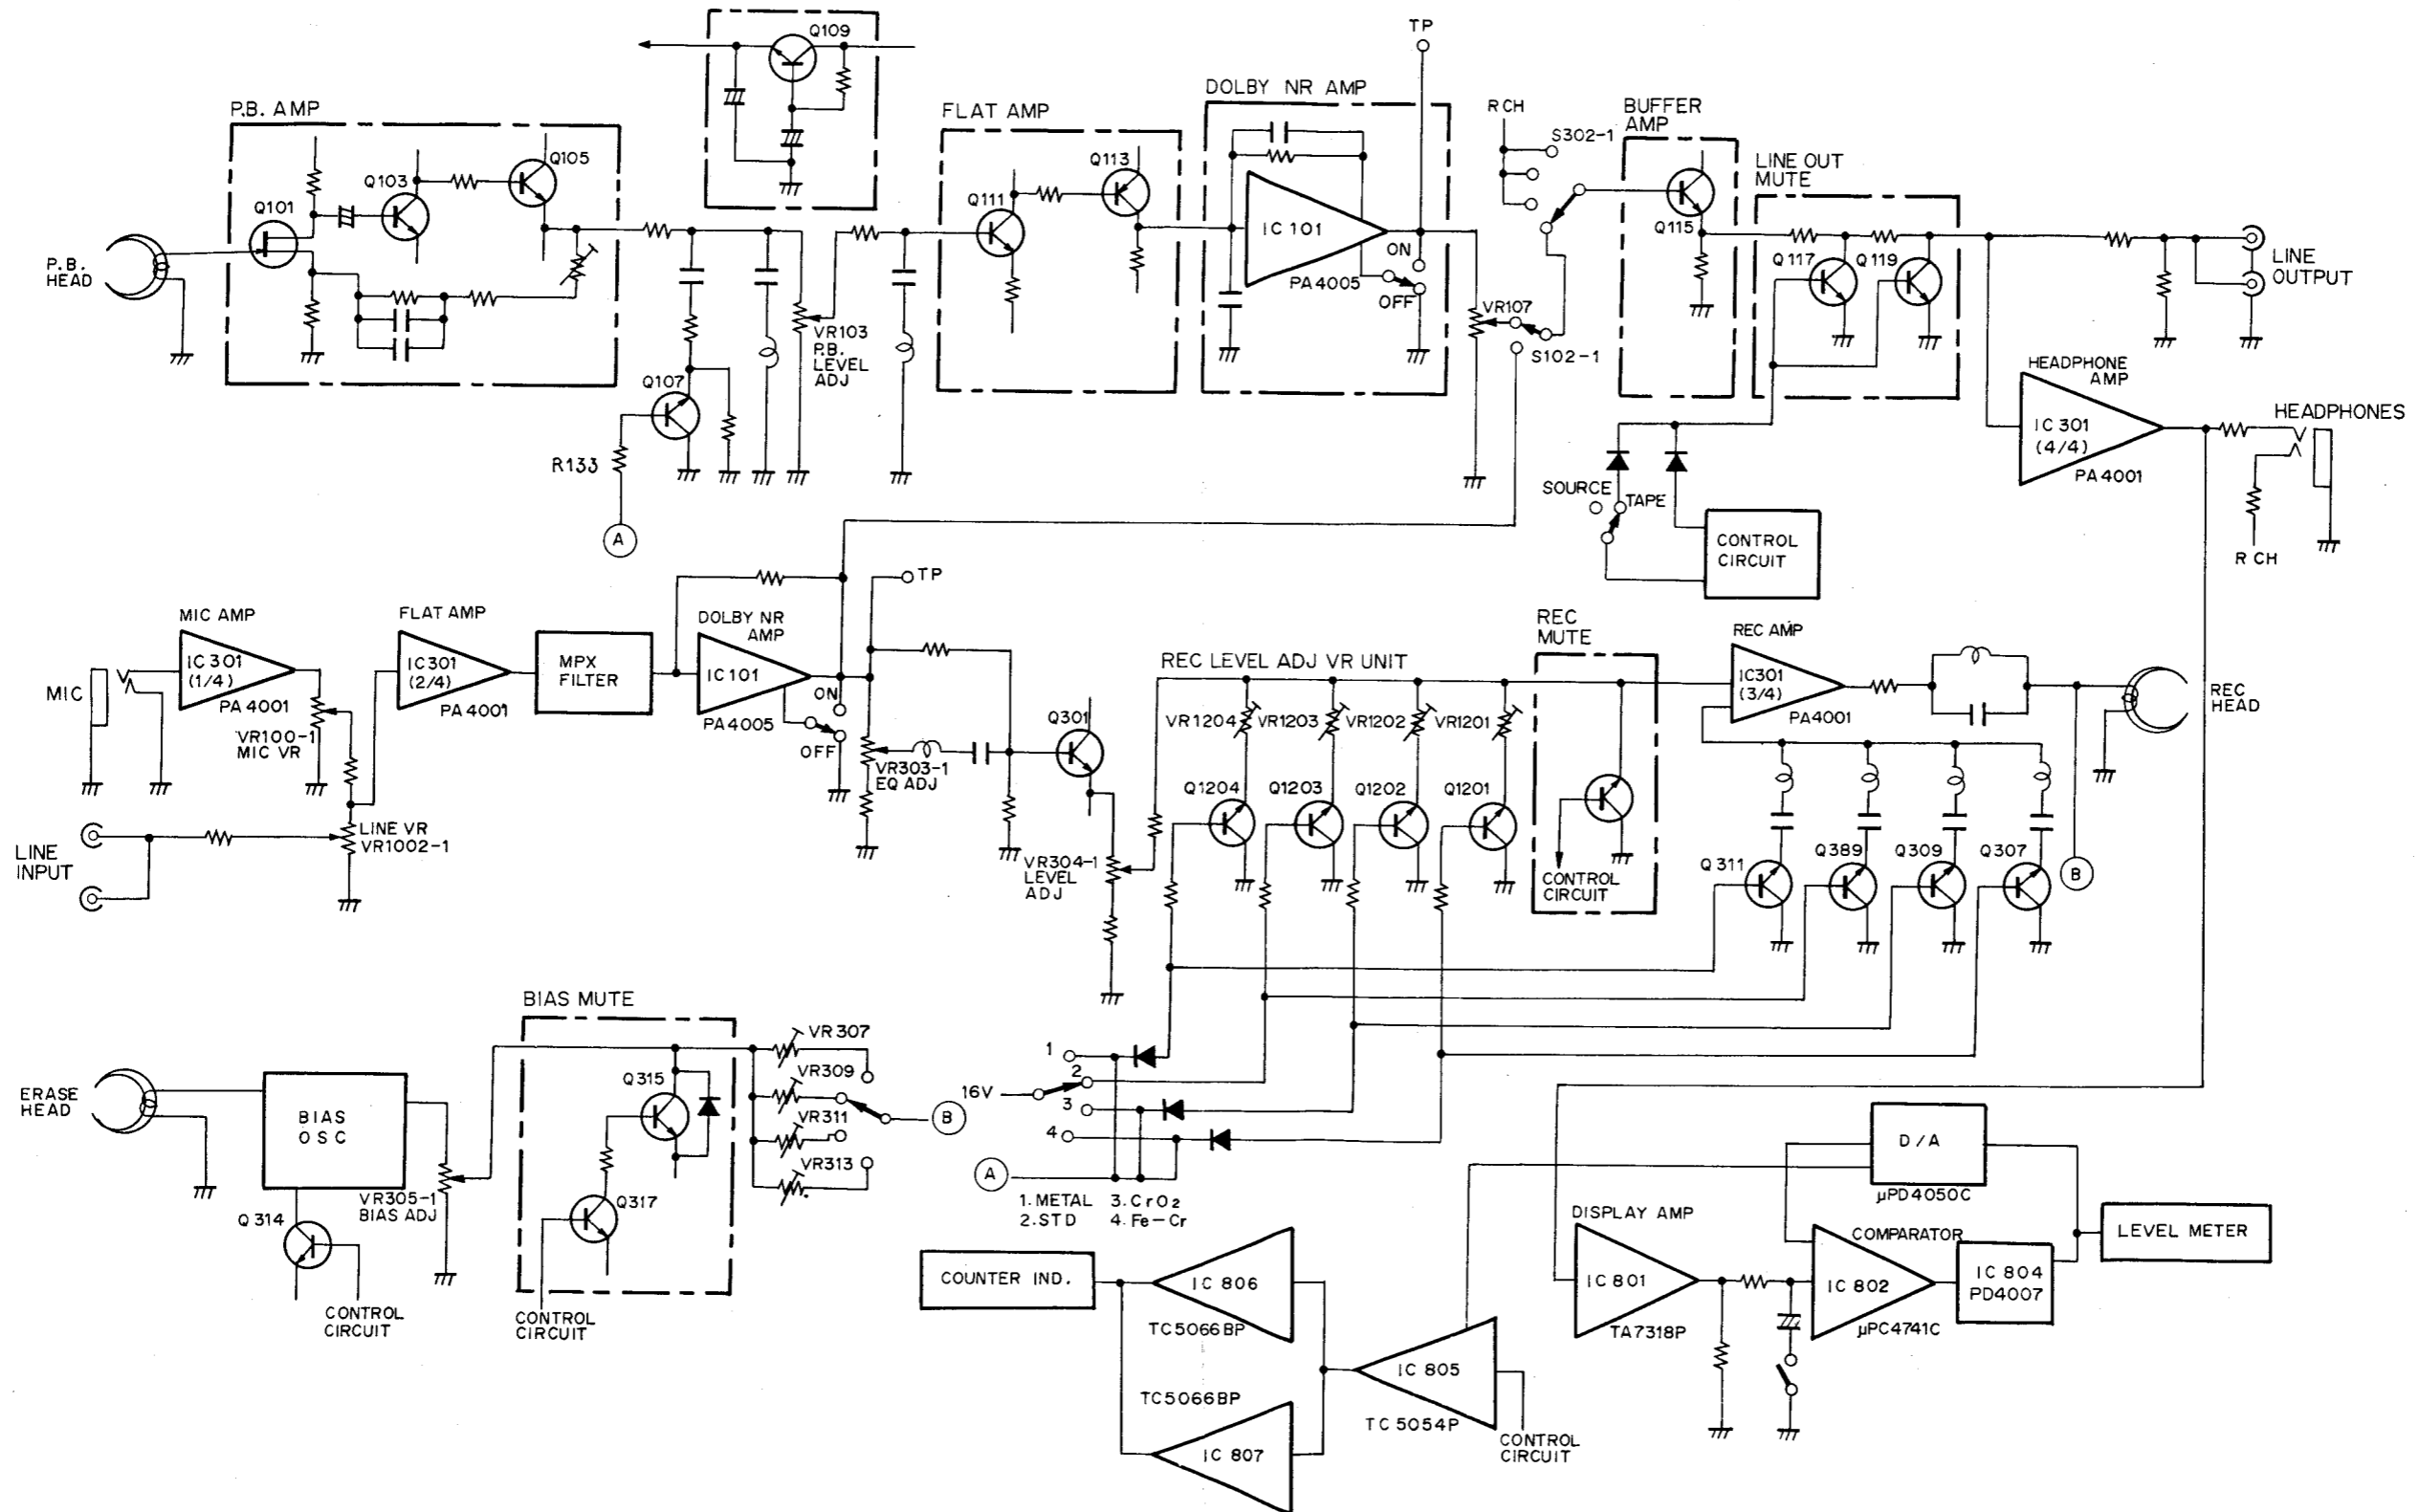 Q109
TP
P.B. AMP
FLAT AMP
DOLBY NR AMP
R CH
S302-1
BUFFER
AMP
LINE OUT
MUTE
Q101
Q103
Q105
Q111
Q113
IC 101
PA4005
ON
OFF
Q115
Q117
Q119
LINE
OUTPUT
P.B.
HEAD
VR103
P.B.
LEVEL
ADJ
VR107
S102-1
Q107
R133
A
HEADPHONE
AMP
IC 301
(4/4)
PA4001
HEADPHONES
R CH
SOURCE
TAPE
CONTROL
CIRCUIT
MIC AMP
IC 301
(1/4)
PA 4001
MIC
VR100-1
MIC VR
FLAT AMP
IC301
(2/4)
PA 4001
MPX
FILTER
DOLBY NR
AMP
IC 101
PA4005
ON
OFF
TP
VR303-1
EQ ADJ
Q301
LINE
INPUT
LINE VR
VR1002-1
VR304-1
LEVEL
ADJ
REC LEVEL ADJ VR UNIT
VR1204
VR1203
VR1202
VR1201
Q1204
Q1203
Q1202
Q1201
REC
MUTE
CONTROL
CIRCUIT
REC AMP
IC301
(3/4)
PA4001
REC
HEAD
Q 311
Q389
Q309
Q307
B
ERASE
HEAD
BIAS
OSC
Q 314
CONTROL
CIRCUIT
VR305-1
BIAS ADJ
BIAS MUTE
Q315
Q317
CONTROL
CIRCUIT
VR307
VR309
VR311
VR313
B
16V
1
2
3
4
A
1. METAL 3. CrO2
2. STD 4. Fe-Cr
D/A
μPD4050C
DISPLAY AMP
IC 801
TA7318P
COMPARATOR
IC 802
μPC4741C
IC 804
PD4007
LEVEL METER
COUNTER IND.
IC 806
TC5066BP
TC5066BP
IC 807
IC 805
TC5054P
CONTROL
CIRCUIT